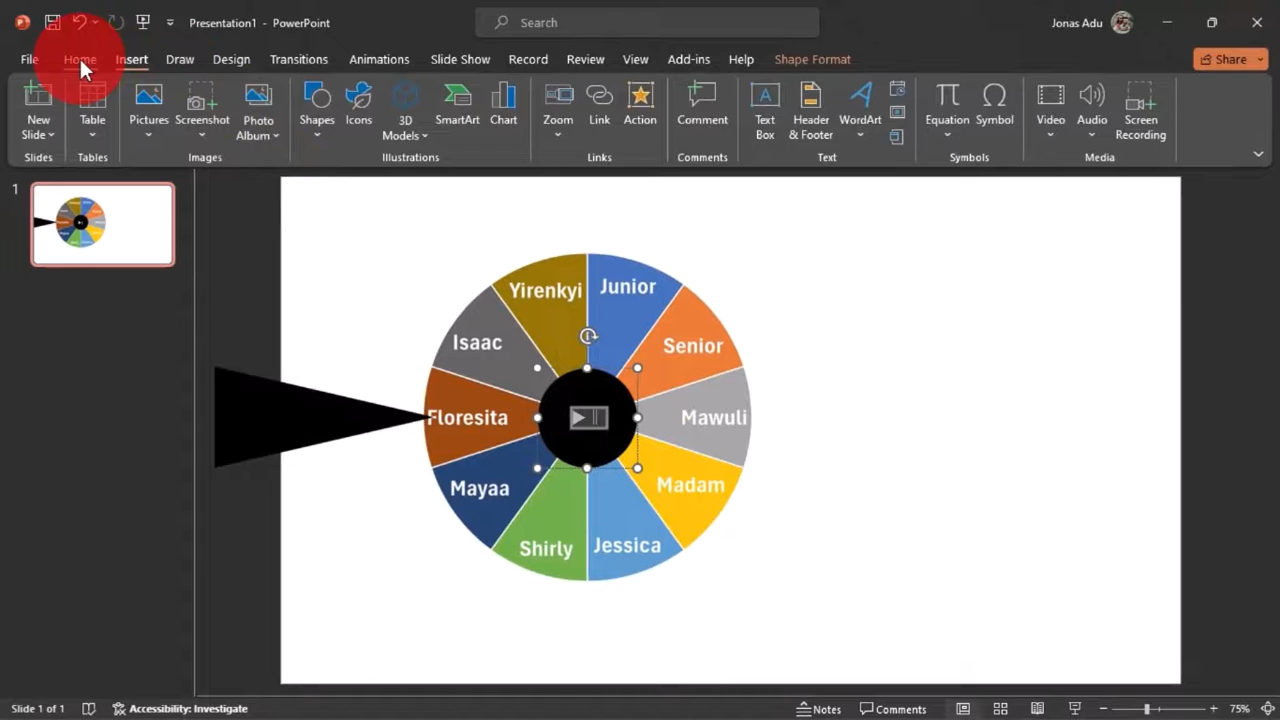 Presentation1 - PowerPoint
Search
Jonas Adu
File Home Insert Draw Design Transitions Animations Slide Show Record Review View Add-ins Help Shape Format
Share
New Slide
Table
Pictures
Screenshot
Photo Album
Shapes
Icons
3D Models
SmartArt
Chart
Zoom
Link
Action
Comment
Text Box
Header & Footer
WordArt
Equation
Symbol
Video
Audio
Screen Recording
Slides Tables Images Illustrations Links Comments Text Symbols Media
1
Yirenkyi
Junior
Isaac
Senior
Floresita
Mawuli
Mayaa
Madam
Shirly
Jessica
Slide 1 of 1
Accessibility: Investigate
Notes
Comments
75%